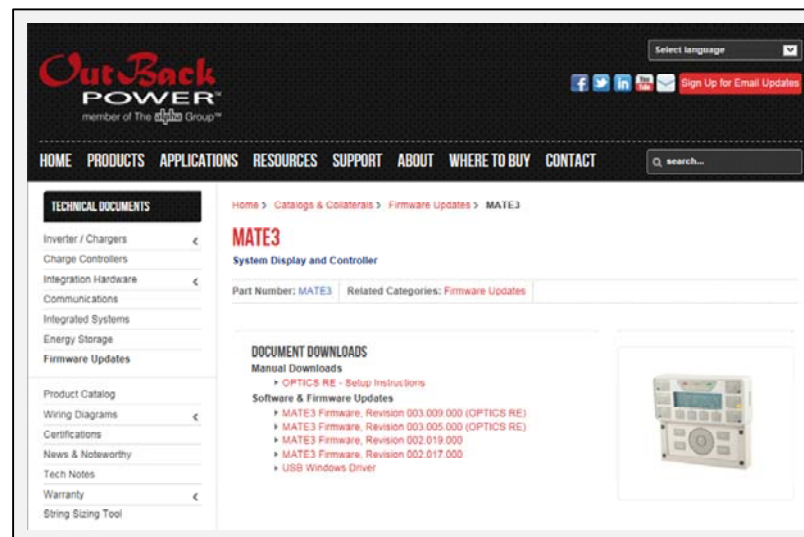 Select language
OutBack
POWER™
member of The alpha Group™
Sign Up for Email Updates
HOME PRODUCTS APPLICATIONS RESOURCES SUPPORT ABOUT WHERE TO BUY CONTACT
search...
TECHNICAL DOCUMENTS
Inverter / Chargers
Charge Controllers
Integration Hardware
Communications
Integrated Systems
Energy Storage
Firmware Updates
Product Catalog
Wiring Diagrams
Certifications
News & Noteworthy
Tech Notes
Warranty
String Sizing Tool
Home > Catalogs & Collaterals > Firmware Updates > MATE3
MATE3
System Display and Controller
Part Number: MATE3 Related Categories: Firmware Updates
DOCUMENT DOWNLOADS
Manual Downloads
OPTICS RE - Setup Instructions
Software & Firmware Updates
MATE3 Firmware, Revision 003.009.000 (OPTICS RE)
MATE3 Firmware, Revision 003.005.000 (OPTICS RE)
MATE3 Firmware, Revision 002.019.000
MATE3 Firmware, Revision 002.017.000
USB Windows Driver